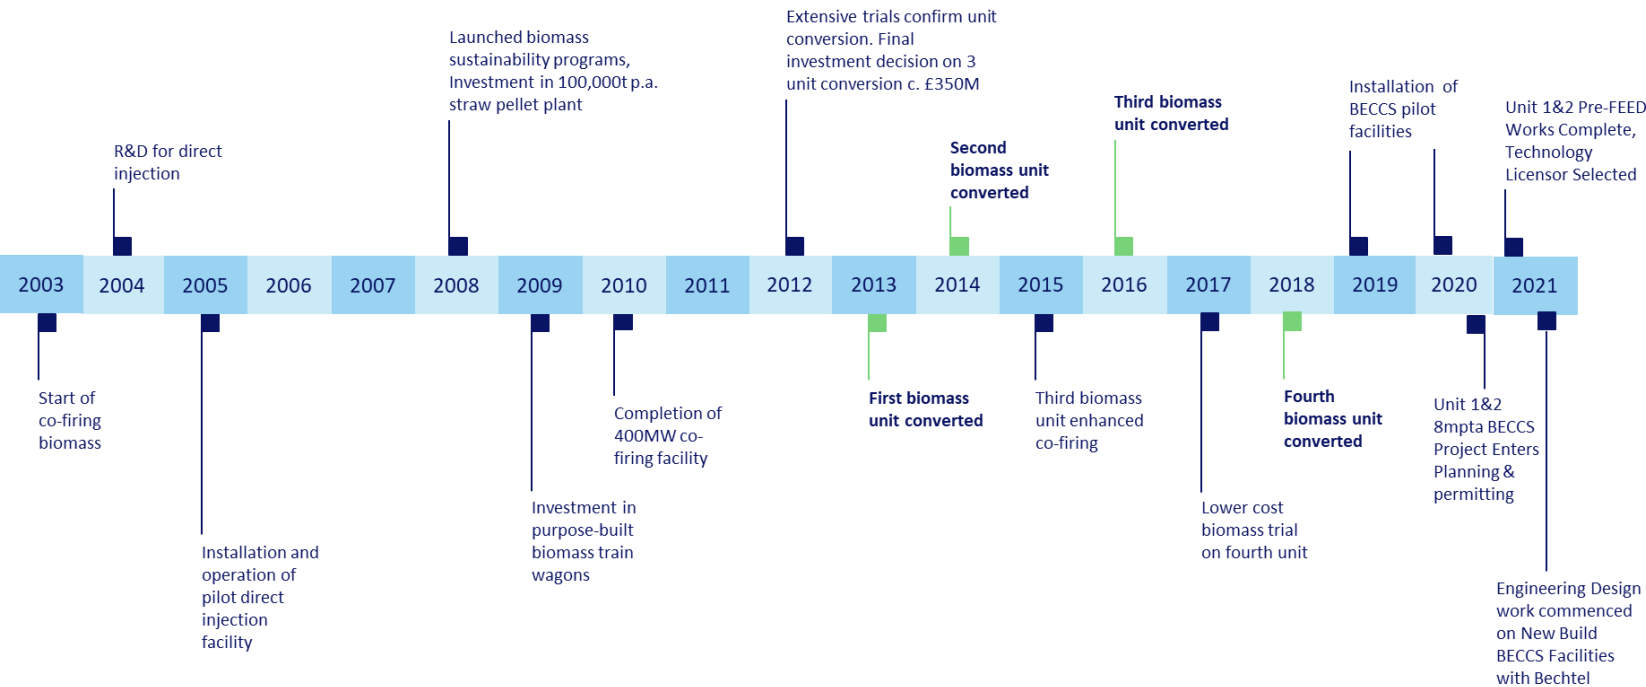 Launched biomass
sustainability programs,
Investment in 100,000t p.a.
straw pellet plant
Extensive trials confirm unit
conversion. Final
investment decision on 3
unit conversion c. £350M
R&D for direct
injection
Second
biomass unit
converted
Third biomass
unit converted
Installation of
BECCS pilot
facilities
Unit 1&2 Pre-FEED
Works Complete,
Technology
Licensor Selected
2003 2004 2005 2006 2007 2008 2009 2010 2011 2012 2013 2014 2015 2016 2017 2018 2019 2020 2021
Start of
co-firing
biomass
Installation and
operation of
pilot direct
injection
facility
Investment in
purpose-built
biomass train
wagons
Completion of
400MW co-
firing facility
First biomass
unit converted
Third biomass
unit enhanced
co-firing
Lower cost
biomass trial
on fourth unit
Fourth
biomass unit
converted
Unit 1&2
8mpta BECCS
Project Enters
Planning &
permitting
Engineering Design
work commenced
on New Build
BECCS Facilities
with Bechtel